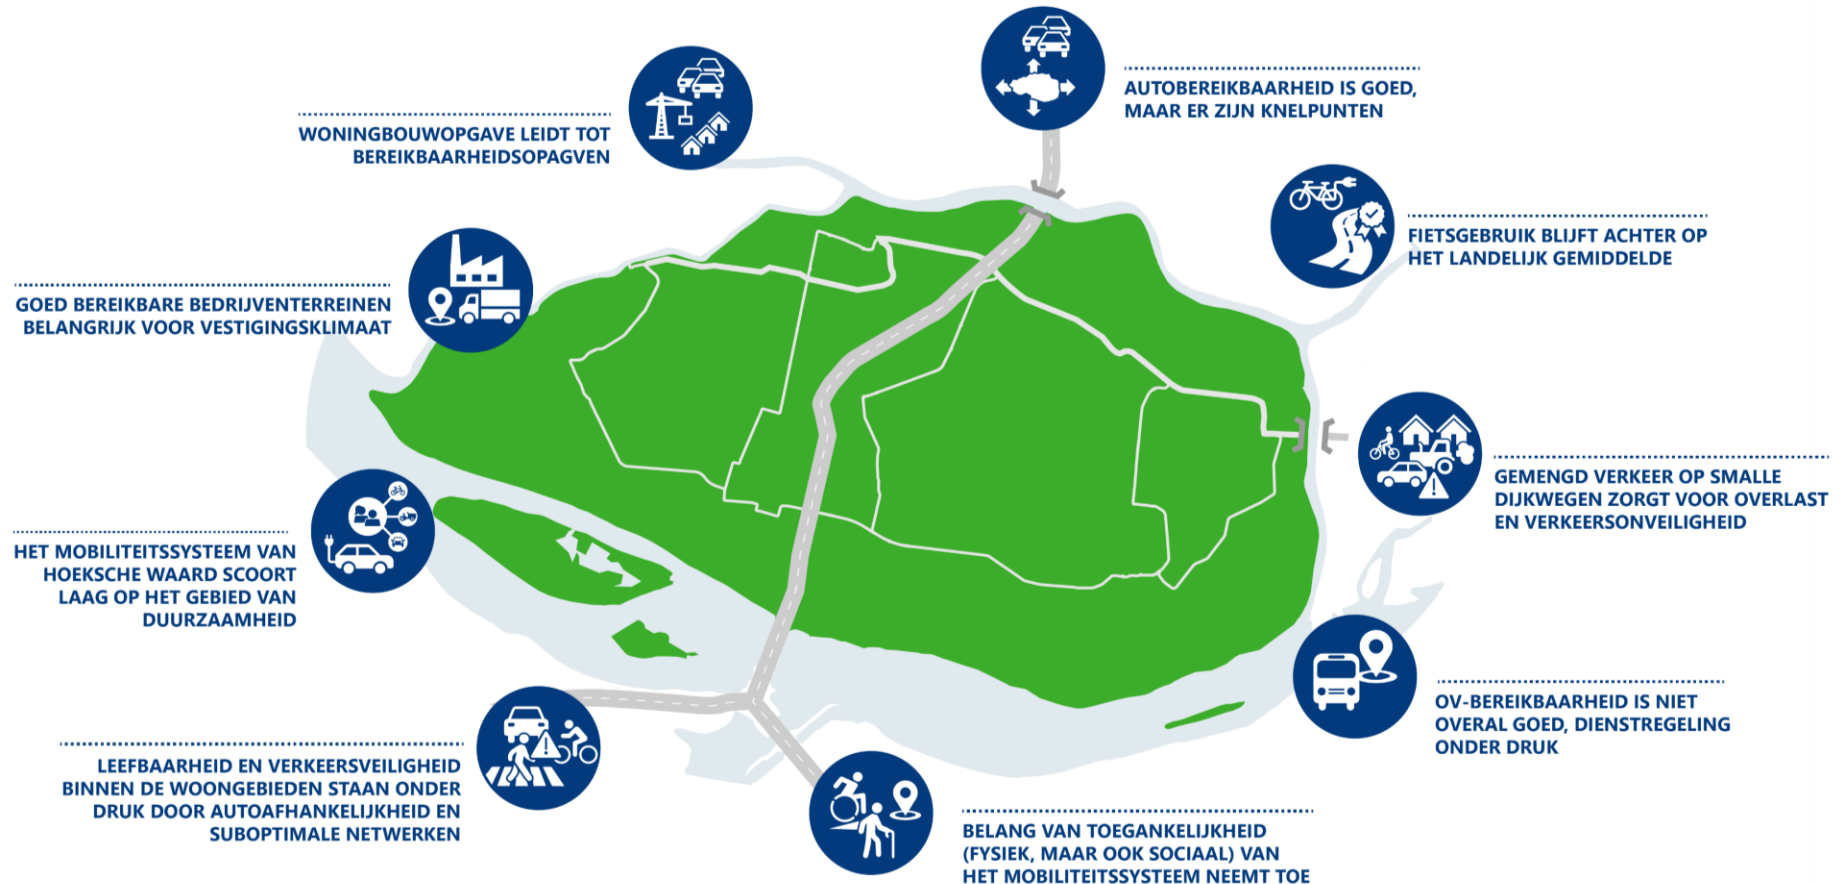 AUTOBEREIKBAARHEID IS GOED,
MAAR ER ZIJN KNELPUNTEN
WONINGBOUWOPGAVE LEIDT TOT
BEREIKBAARHEIDSOPAGVEN
FIETSGEBRUIK BLIJFT ACHTER OP
HET LANDELIJK GEMIDDELDE
GOED BEREIKBARE BEDRIJVENTERREINEN
BELANGRIJK VOOR VESTIGINGSKLIMAAT
GEMENGD VERKEER OP SMALLE
DIJKWEGEN ZORGT VOOR OVERLAST
EN VERKEERSONVEILIGHEID
HET MOBILITEITSSYSTEEM VAN
HOEKSCHE WAARD SCOORT
LAAG OP HET GEBIED VAN
DUURZAAMHEID
OV-BEREIKBAARHEID IS NIET
OVERAL GOED, DIENSTREGELING
ONDER DRUK
LEEFBAARHEID EN VERKEERSVEILIGHEID
BINNEN DE WOONGEBIEDEN STAAN ONDER
DRUK DOOR AUTOAFHANKELIJKHEID EN
SUBOPTIMALE NETWERKEN
BELANG VAN TOEGANKELIJKHEID
(FYSIEK, MAAR OOK SOCIAAL) VAN
HET MOBILITEITSSYSTEEM NEEMT TOE